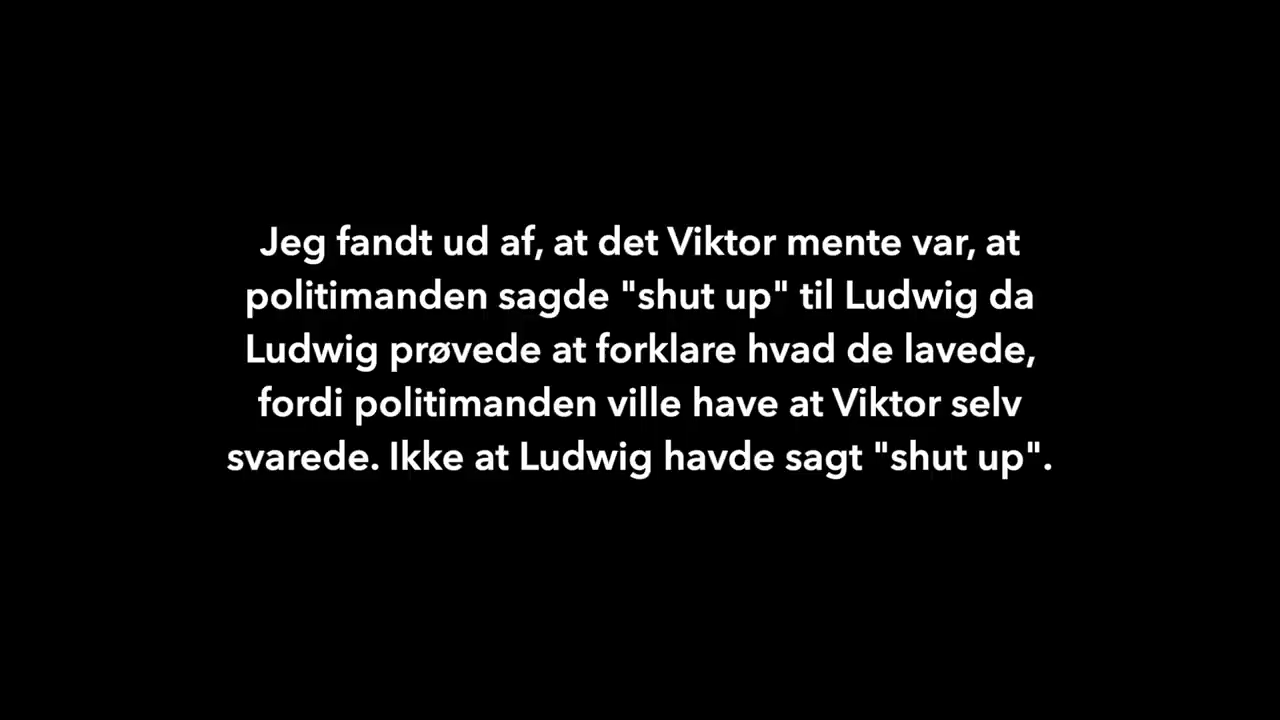 Jeg fandt ud af, at det Viktor mente var, at
politimanden sagde "shut up" til Ludwig da
Ludwig prøvede at forklare hvad de lavede,
fordi politimanden ville have at Viktor selv
svarede. Ikke at Ludwig havde sagt "shut up".